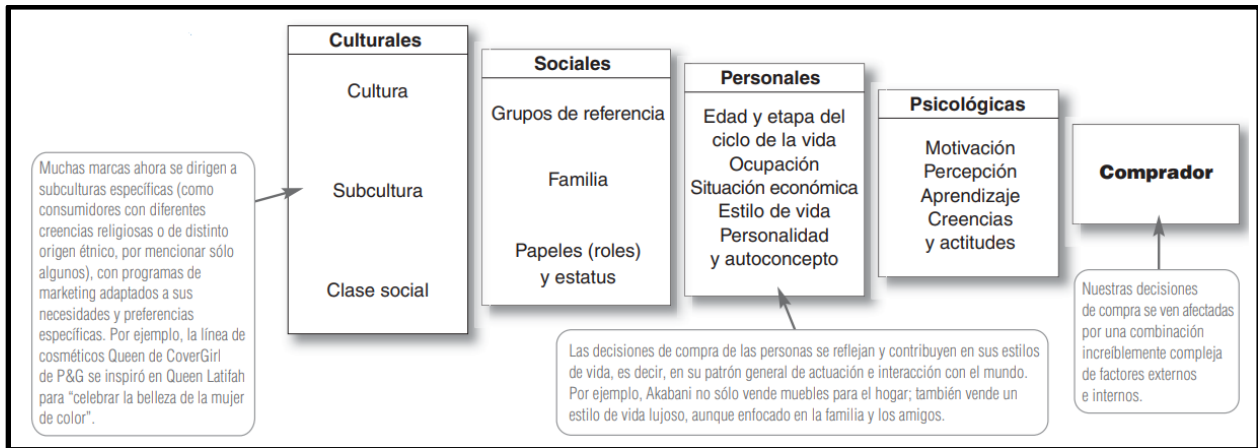 Culturales
Cultura
Subcultura
Clase social
Sociales
Grupos de referencia
Familia
Papeles (roles)
y estatus
Personales
Edad y etapa del
ciclo de la vida
Ocupación
Situación económica
Estilo de vida
Personalidad
y autoconcepto
Psicológicas
Motivación
Percepción
Aprendizaje
Creencias
y actitudes
Comprador
Muchas marcas ahora se dirigen a
subculturas específicas (como
consumidores con diferentes
creencias religiosas o de distinto
origen étnico, por mencionar sólo
algunos), con programas de
marketing adaptados a sus
necesidades y preferencias
específicas. Por ejemplo, la línea de
cosméticos Queen de CoverGirl
de P&G se inspiró en Queen Latifah
para “celebrar la belleza de la mujer
de color”.
Las decisiones de compra de las personas se reflejan y contribuyen en sus estilos
de vida, es decir, en su patrón general de actuación e interacción con el mundo.
Por ejemplo, Akabani no sólo vende muebles para el hogar; también vende un
estilo de vida lujoso, aunque enfocado en la familia y los amigos.
Nuestras decisiones
de compra se ven afectadas
por una combinación
increíblemente compleja
de factores externos
e internos.